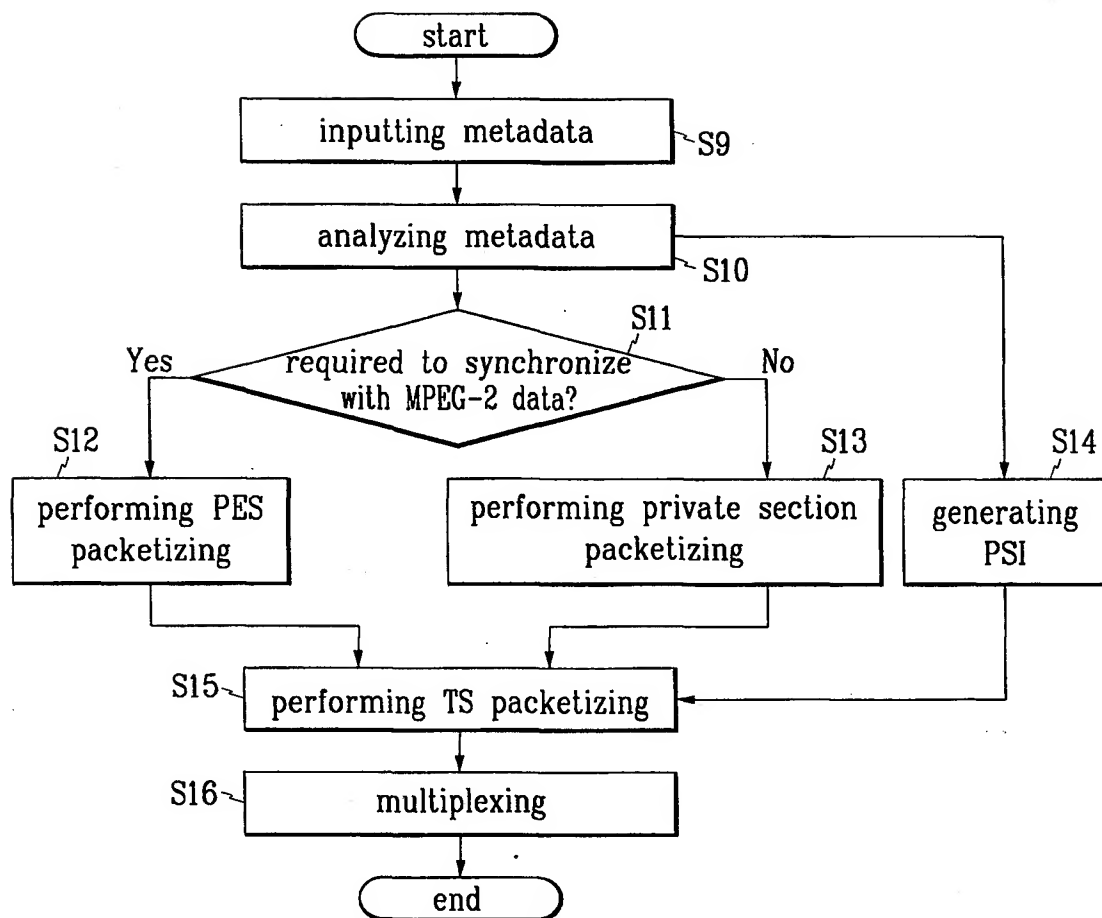 start
inputting metadata
S9
analyzing metadata
S10
S11
Yes
required to synchronize
with MPEG-2 data?
No
S12
performing PES
packetizing
S13
performing private section
packetizing
S14
generating
PSI
S15
performing TS packetizing
S16
multiplexing
end